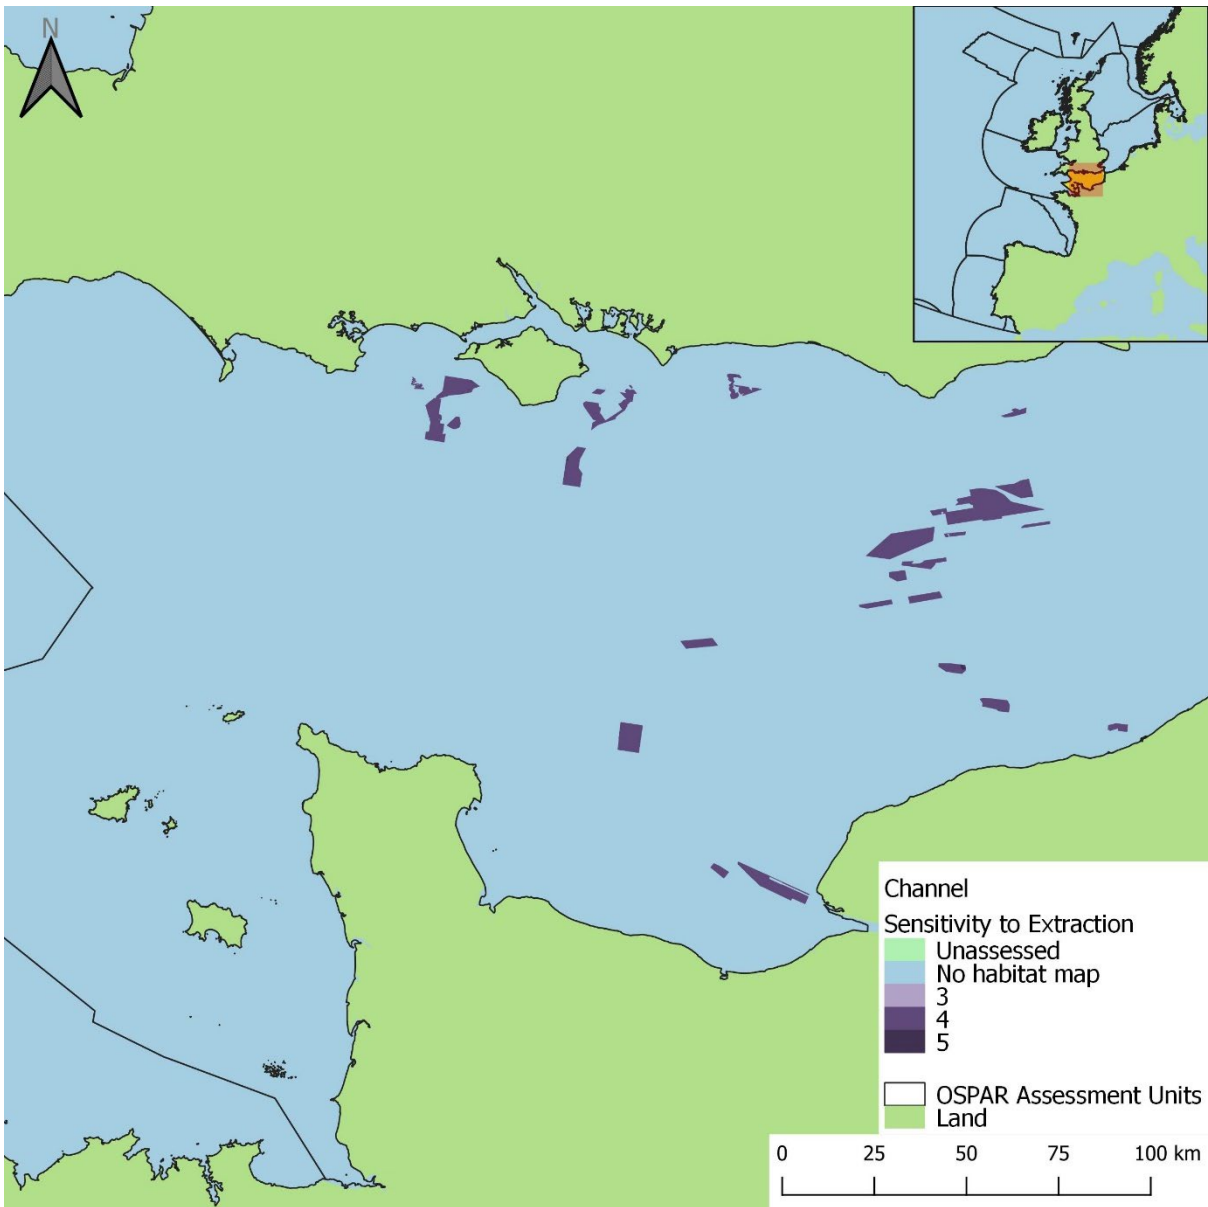 N
Channel
Sensitivity to Extraction
Unassessed
No habitat map
3
4
5
OSPAR Assessment Units
Land
0 25 50 75 100 km